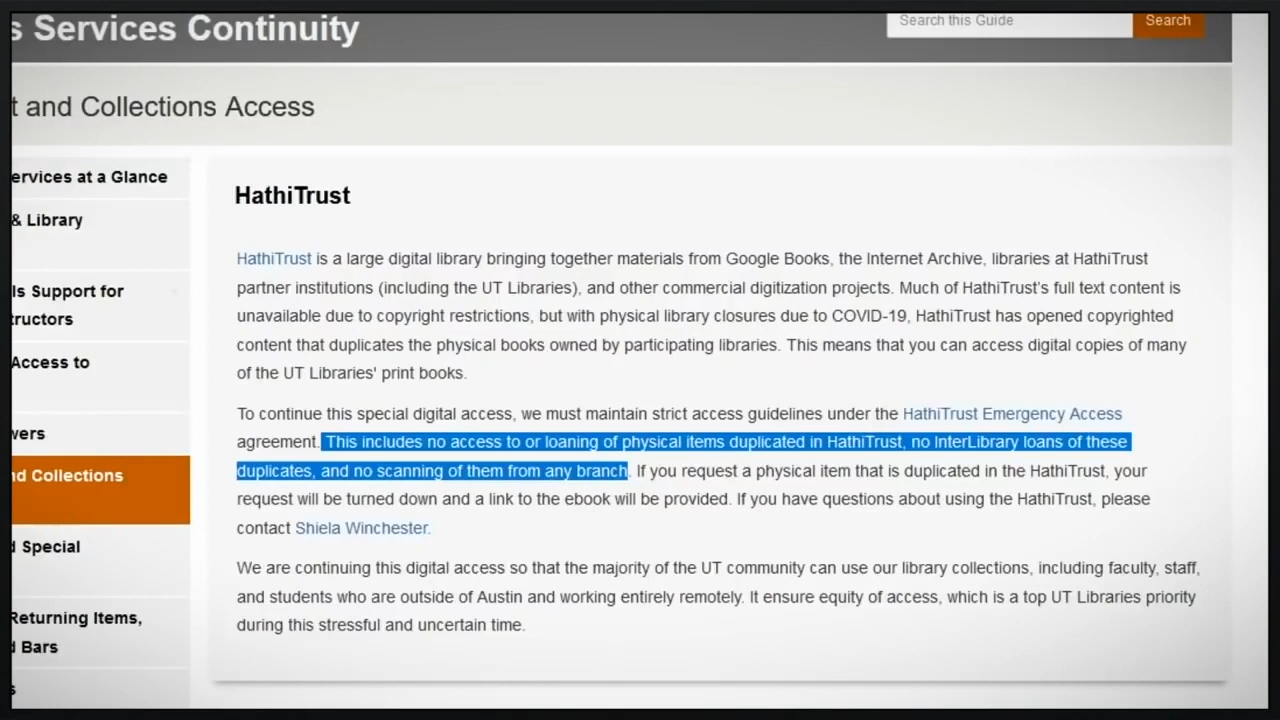 s Services Continuity
Search this Guide
Search
t and Collections Access
ervices at a Glance
& Library
ls Support for
tructors
Access to
wers
nd Collections
d Special
Returning Items,
d Bars
s
HathiTrust
HathiTrust is a large digital library bringing together materials from Google Books, the Internet Archive, libraries at HathiTrust
partner institutions (including the UT Libraries), and other commercial digitization projects. Much of HathiTrust's full text content is
unavailable due to copyright restrictions, but with physical library closures due to COVID-19, HathiTrust has opened copyrighted
content that duplicates the physical books owned by participating libraries. This means that you can access digital copies of many
of the UT Libraries' print books.
To continue this special digital access, we must maintain strict access guidelines under the HathiTrust Emergency Access
agreement. This includes no access to or loaning of physical items duplicated in HathiTrust, no InterLibrary loans of these
duplicates, and no scanning of them from any branch. If you request a physical item that is duplicated in the HathiTrust, your
request will be turned down and a link to the ebook will be provided. If you have questions about using the HathiTrust, please
contact Shiela Winchester.
We are continuing this digital access so that the majority of the UT community can use our library collections, including faculty, staff,
and students who are outside of Austin and working entirely remotely. It ensure equity of access, which is a top UT Libraries priority
during this stressful and uncertain time.